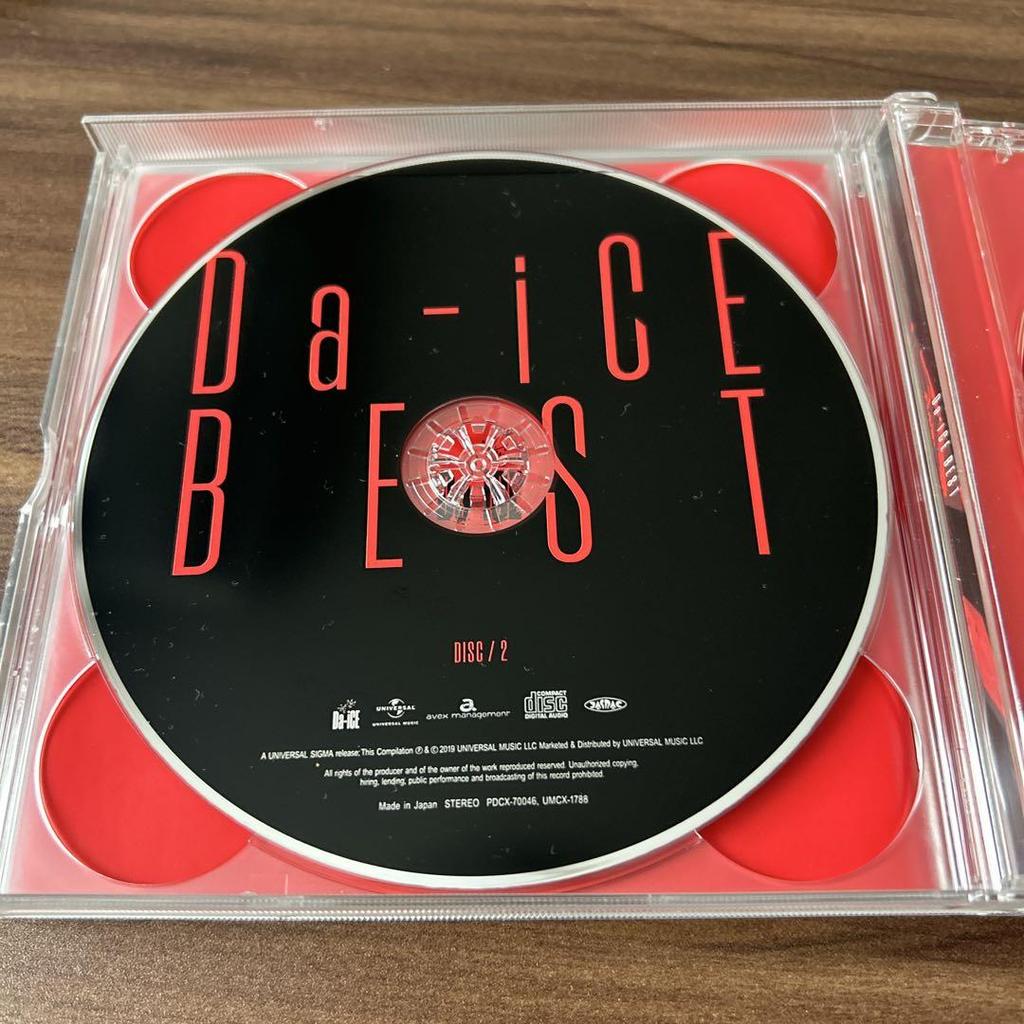 Da-iCE
BEST
DISC / 2
Da-iCE
UNIVERSAL
UNIVERSAL MUSIC
a.
avex management
COMPACT
disc
DIGITAL AUDIO
JASRAC
A UNIVERSAL SIGMA release; This Compilation Ⓟ & © 2019 UNIVERSAL MUSIC LLC Marketed & Distributed by UNIVERSAL MUSIC LLC
All rights of the producer and of the owner of the work reproduced reserved. Unauthorized copying,
hiring, lending, public performance and broadcasting of this record prohibited.
Made in Japan STEREO PDCX-70046, UMCX-1788
Da-iCE BEST